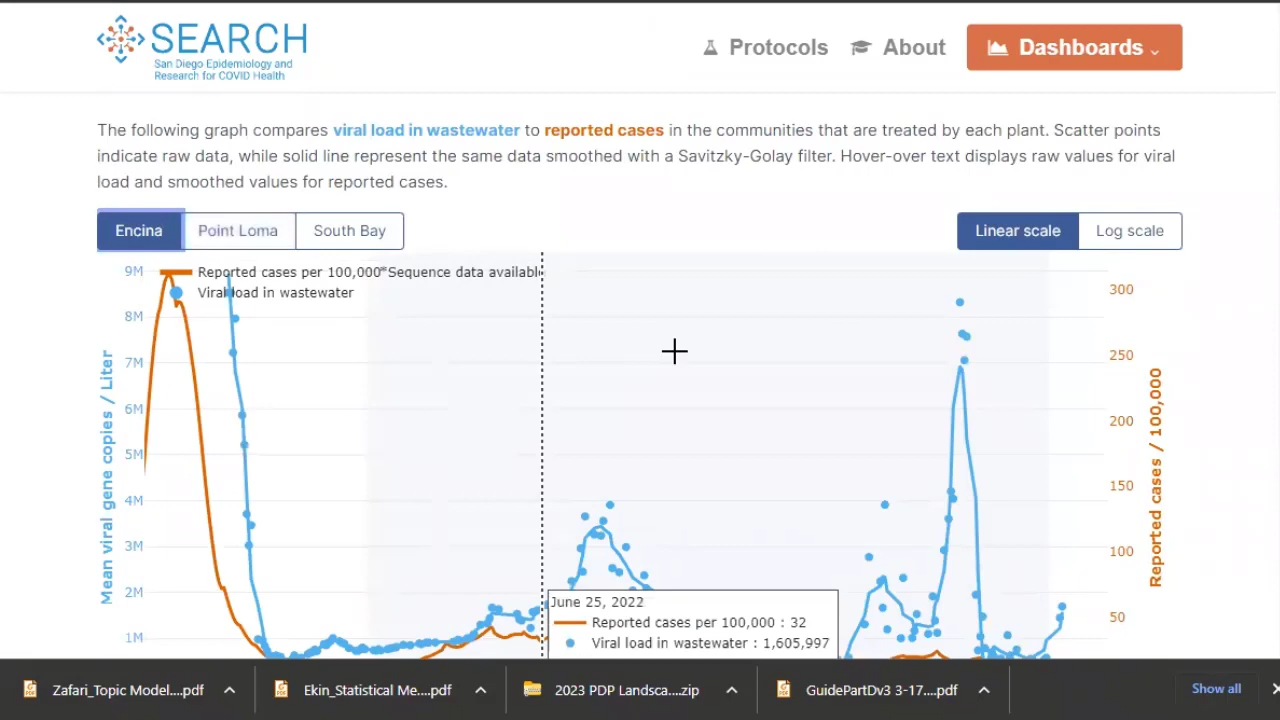 SEARCH
San Diego Epidemiology and
Research for COVID Health
Protocols
About
Dashboards
The following graph compares viral load in wastewater to reported cases in the communities that are treated by each plant. Scatter points
indicate raw data, while solid line represent the same data smoothed with a Savitzky-Golay filter. Hover-over text displays raw values for viral
load and smoothed values for reported cases.
Encina
Point Loma
South Bay
Linear scale
Log scale
Reported cases per 100,000
*Sequence data availabl
Viral load in wastewater
9M
8M
7M
6M
5M
4M
3M
2M
1M
Mean viral gene copies / Liter
300
250
200
150
100
50
Reported cases / 100,000
June 25, 2022
Reported cases per 100,000 : 32
Viral load in wastewater : 1,605,997
Zafari_Topic Model....pdf
Ekin_Statistical Me....pdf
2023 PDP Landsca....zip
GuidePartDv3 3-17....pdf
Show all